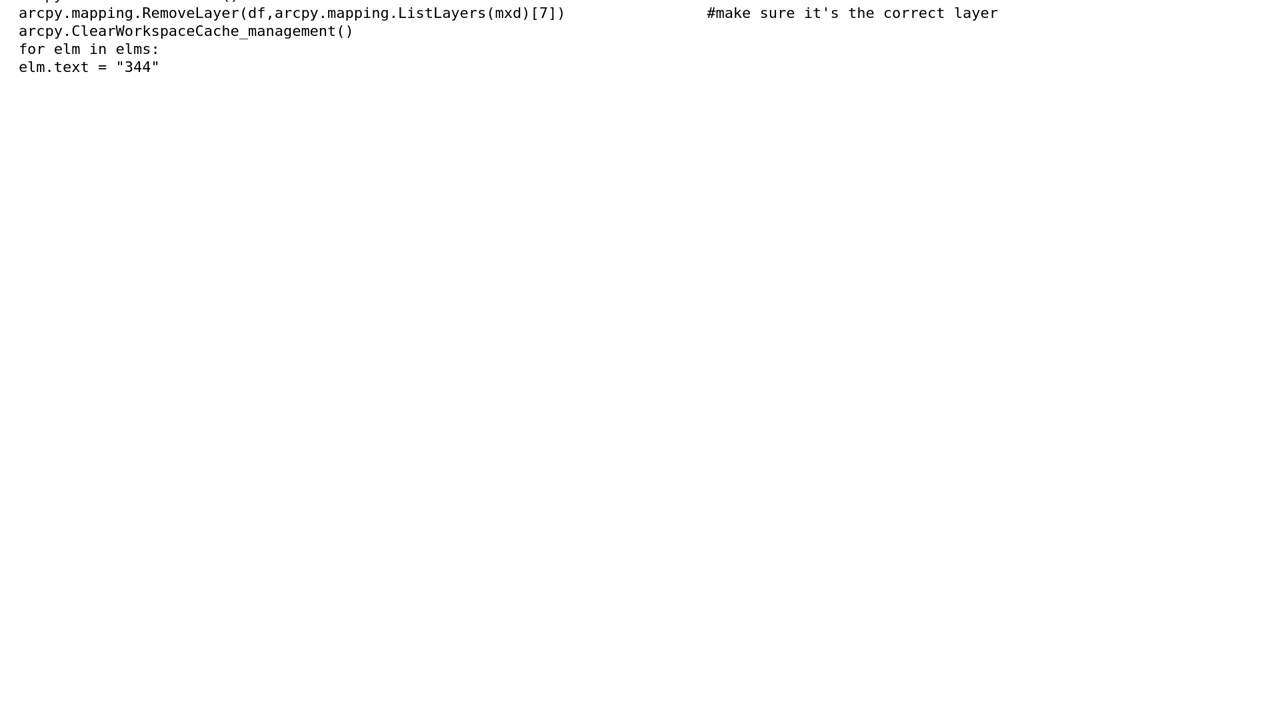 arcpy.mapping.RemoveLayer(df,arcpy.mapping.ListLayers(mxd)[7])                #make sure it's the correct layer
arcpy.ClearWorkspaceCache_management()
for elm in elms:
elm.text = "344"